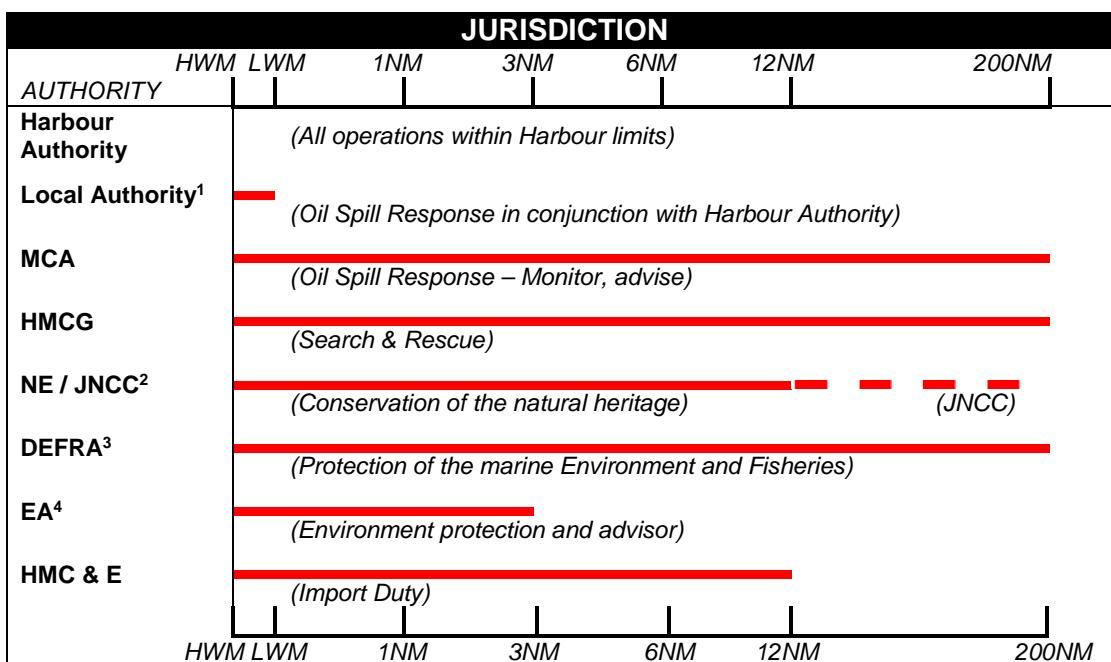 JURISDICTION
HWM LWM 1NM 3NM 6NM 12NM 200NM
AUTHORITY
Harbour
Authority
(All operations within Harbour limits)
Local Authority¹
(Oil Spill Response in conjunction with Harbour Authority)
MCA
(Oil Spill Response – Monitor, advise)
HMCG
(Search & Rescue)
NE / JNCC²
(Conservation of the natural heritage) (JNCC)
DEFRA³
(Protection of the marine Environment and Fisheries)
EA⁴
(Environment protection and advisor)
HMC & E
(Import Duty)
HWM LWM 1NM 3NM 6NM 12NM 200NM